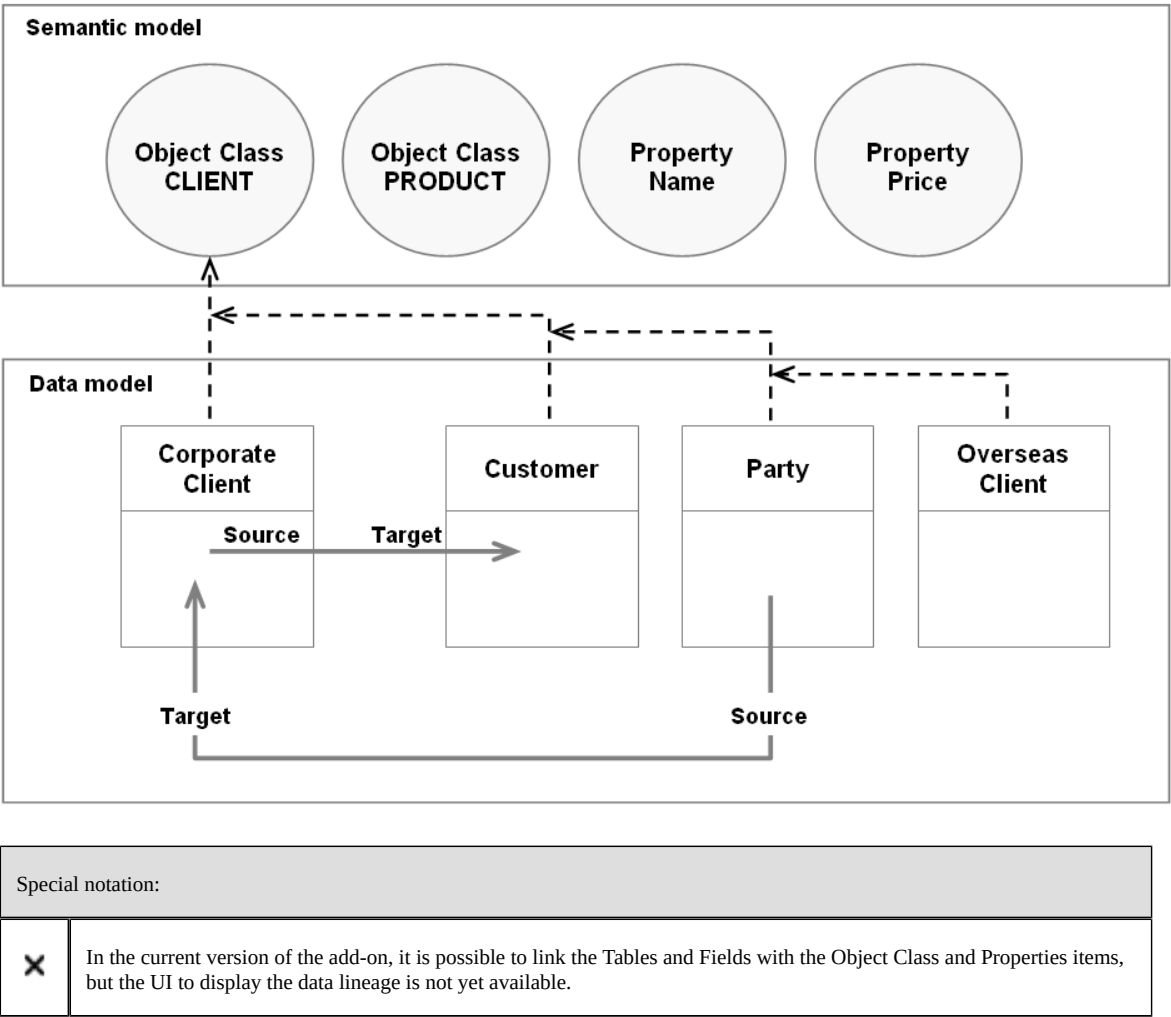 Semantic model
Object Class
CLIENT
Object Class
PRODUCT
Property
Name
Property
Price
Data model
Corporate
Client
Customer
Party
Overseas
Client
Source
Target
Target
Source
Special notation:
In the current version of the add-on, it is possible to link the Tables and Fields with the Object Class and Properties items,
but the UI to display the data lineage is not yet available.